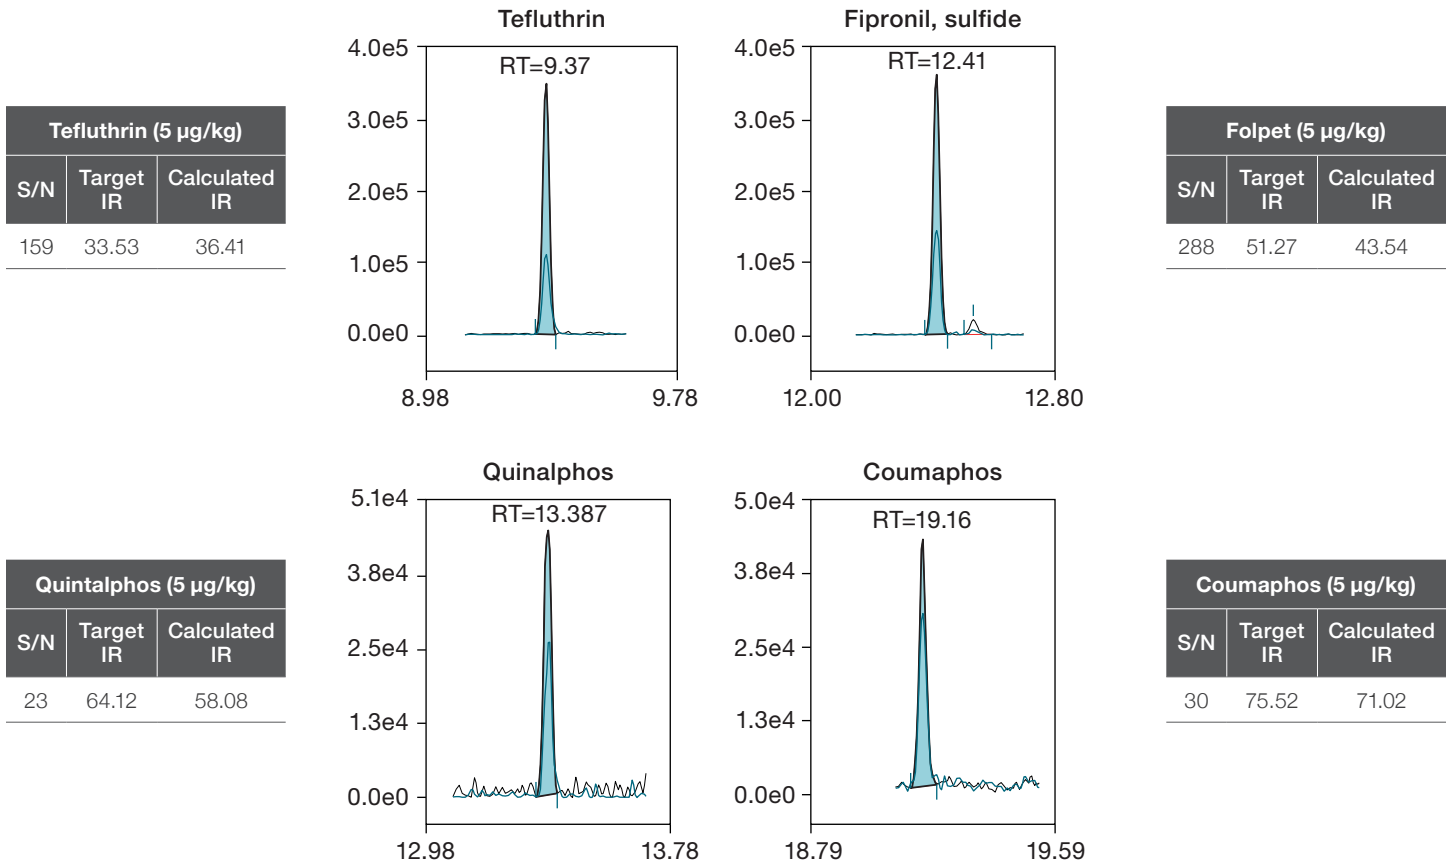 Tefluthrin
4.0e5
RT=9.37
3.0e5
2.0e5
1.0e5
0.0e0
8.98
9.78
Fipronil, sulfide
4.0e5
RT=12.41
3.0e5
2.0e5
1.0e5
0.0e0
12.00
12.80
Tefluthrin (5 µg/kg)
S/N
Target
IR
Calculated
IR
159
33.53
36.41
Folpet (5 µg/kg)
S/N
Target
IR
Calculated
IR
288
51.27
43.54
Quinalphos
5.1e4
RT=13.387
3.8e4
2.5e4
1.3e4
0.0e0
12.98
13.78
Coumaphos
5.0e4
RT=19.16
3.8e4
2.5e4
1.3e4
0.0e0
18.79
19.59
Quintalphos (5 µg/kg)
S/N
Target
IR
Calculated
IR
23
64.12
58.08
Coumaphos (5 µg/kg)
S/N
Target
IR
Calculated
IR
30
75.52
71.02